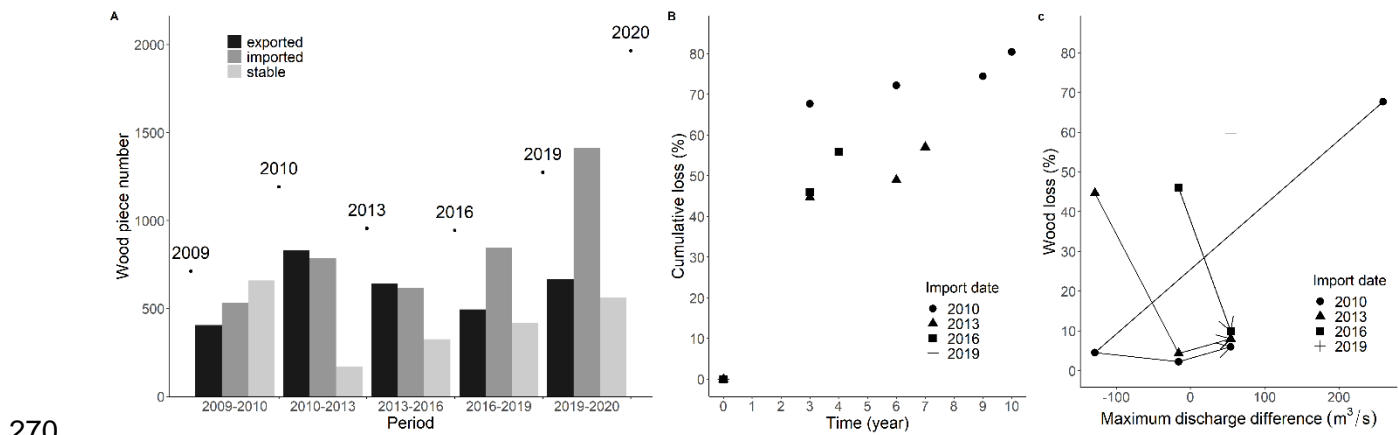 A
2000
1500
1000
500
0
Wood piece number
exported
imported
stable
2009
2010
2013
2016
2019
2020
2009-2010 2010-2013 2013-2016 2016-2019 2019-2020
Period
B
80
70
60
50
40
30
20
10
0
Cumulative loss (%)
Import date
2010
2013
2016
2019
0 1 2 3 4 5 6 7 8 9 10
Time (year)
c
80
70
60
50
40
30
20
10
0
Wood loss (%)
Import date
2010
2013
2016
2019
-100 0 100 200
Maximum discharge difference (m³/s)
270